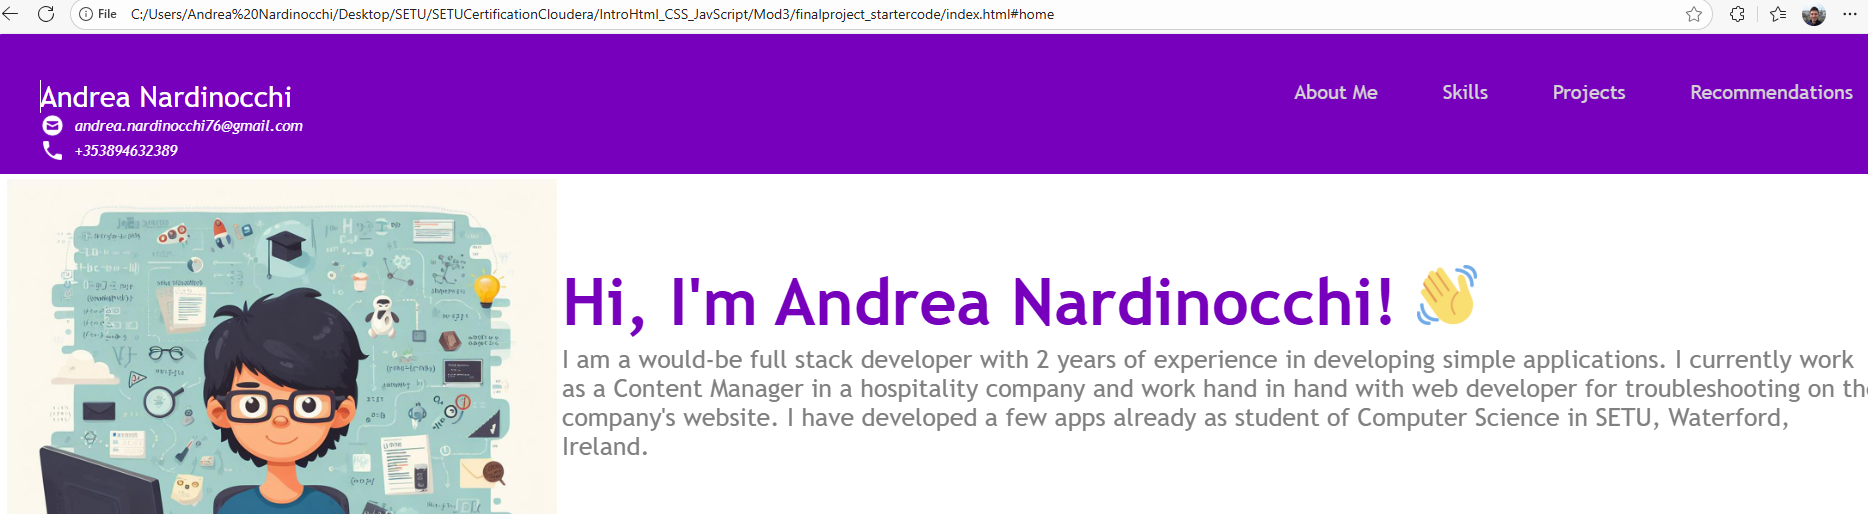 File C:/Users/Andrea%20Nardinocchi/Desktop/SETU/SETUCertificationCloudera/IntroHtml_CSS_JavScript/Mod3/finalproject_startercode/index.html#home
Andrea Nardinocchi
andrea.nardinocchi76@gmail.com
+353894632389
About Me Skills Projects Recommendations
Hi, I'm Andrea Nardinocchi! 👋
I am a would-be full stack developer with 2 years of experience in developing simple applications. I currently work
as a Content Manager in a hospitality company and work hand in hand with web developer for troubleshooting on th
company's website. I have developed a few apps already as student of Computer Science in SETU, Waterford,
Ireland.